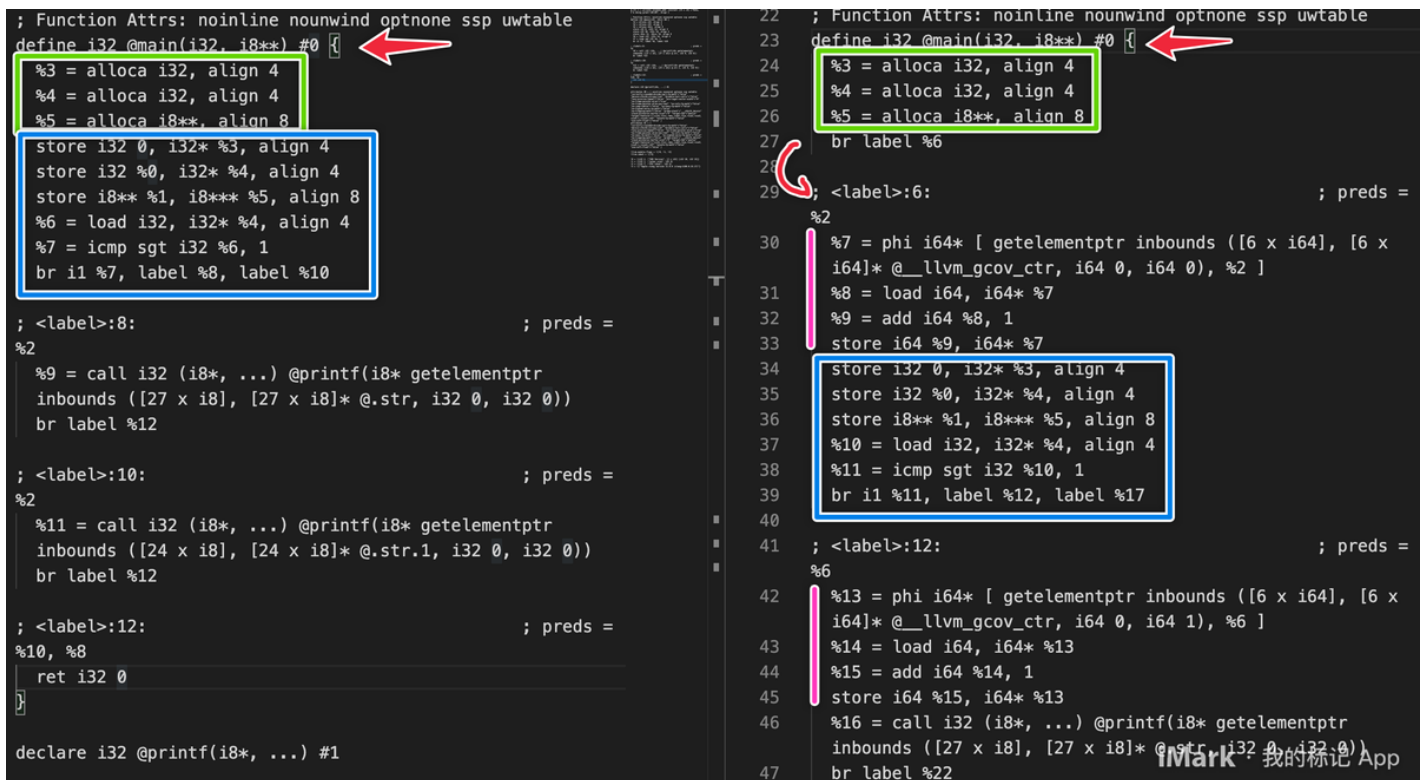 ; Function Attrs: noinline nounwind optnone ssp uwtable
define i32 @main(i32, i8**) #0 {
%3 = alloca i32, align 4
%4 = alloca i32, align 4
%5 = alloca i8**, align 8
store i32 0, i32* %3, align 4
store i32 %0, i32* %4, align 4
store i8** %1, i8*** %5, align 8
%6 = load i32, i32* %4, align 4
%7 = icmp sgt i32 %6, 1
br i1 %7, label %8, label %10
; <label>:8: ; preds =
%2
%9 = call i32 (i8*, ...) @printf(i8* getelementptr
inbounds ([27 x i8], [27 x i8]* @.str, i32 0, i32 0))
br label %12
; <label>:10: ; preds =
%2
%11 = call i32 (i8*, ...) @printf(i8* getelementptr
inbounds ([24 x i8], [24 x i8]* @.str.1, i32 0, i32 0))
br label %12
; <label>:12: ; preds =
%10, %8
ret i32 0
}
declare i32 @printf(i8*, ...) #1
22 ; Function Attrs: noinline nounwind optnone ssp uwtable
23 define i32 @main(i32, i8**) #0 {
24 %3 = alloca i32, align 4
25 %4 = alloca i32, align 4
26 %5 = alloca i8**, align 8
27 br label %6
28
29 ; <label>:6: ; preds =
%2
30 %7 = phi i64* [ getelementptr inbounds ([6 x i64], [6 x
i64]* @__llvm_gcov_ctr, i64 0, i64 0), %2 ]
31 %8 = load i64, i64* %7
32 %9 = add i64 %8, 1
33 store i64 %9, i64* %7
34 store i32 0, i32* %3, align 4
35 store i32 %0, i32* %4, align 4
36 store i8** %1, i8*** %5, align 8
37 %10 = load i32, i32* %4, align 4
38 %11 = icmp sgt i32 %10, 1
39 br i1 %11, label %12, label %17
40
41 ; <label>:12: ; preds =
%6
42 %13 = phi i64* [ getelementptr inbounds ([6 x i64], [6 x
i64]* @__llvm_gcov_ctr, i64 0, i64 1), %6 ]
43 %14 = load i64, i64* %13
44 %15 = add i64 %14, 1
45 store i64 %15, i64* %13
46 %16 = call i32 (i8*, ...) @printf(i8* getelementptr
inbounds ([27 x i8], [27 x i8]* @.str, i32 0, i32 0))
47 br label %22
iMark · 我的标记 App